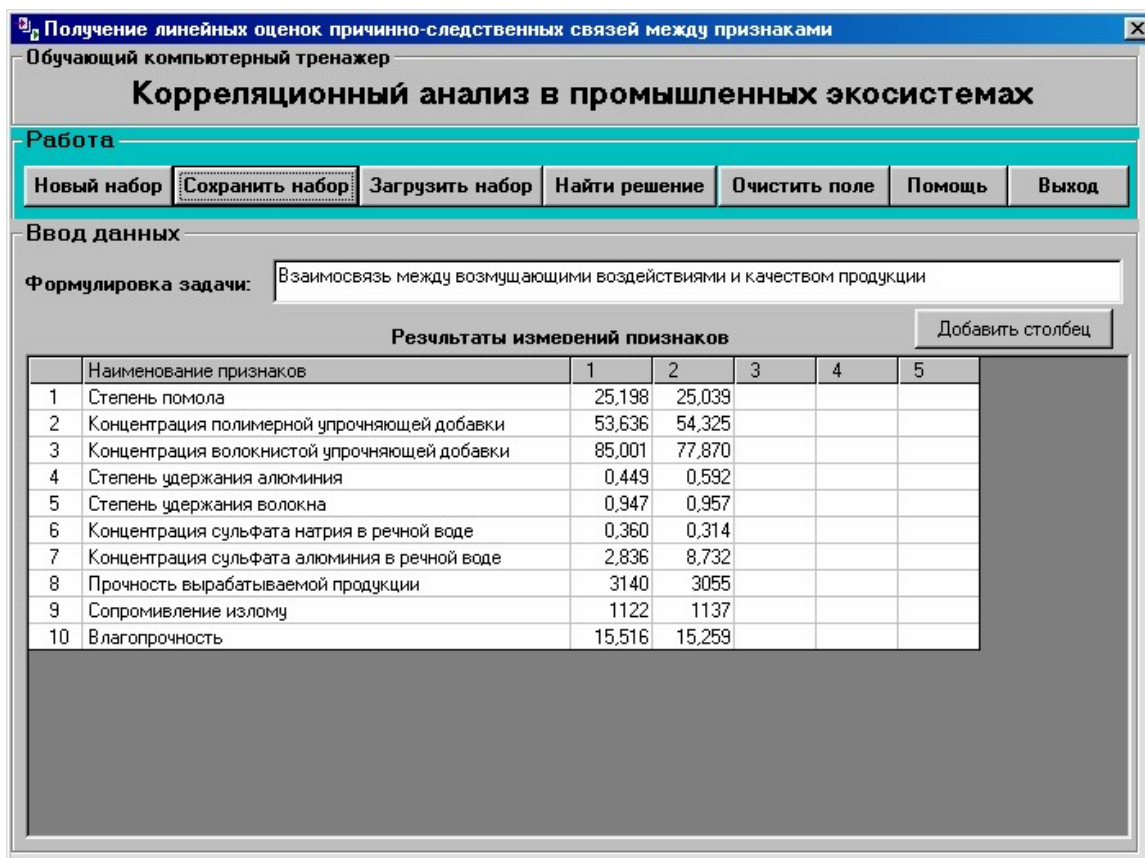 Получение линейных оценок причинно-следственных связей между признаками
Обучающий компьютерный тренажер
Корреляционный анализ в промышленных экосистемах
Работа
Новый набор Сохранить набор Загрузить набор Найти решение Очистить поле Помощь Выход
Ввод данных
Формулировка задачи: Взаимосвязь между возмущающими воздействиями и качеством продукции
Добавить столбец
Результаты измерений признаков
Наименование признаков 1 2 3 4 5
1 Степень помола 25,198 25,039
2 Концентрация полимерной упрочняющей добавки 53,636 54,325
3 Концентрация волокнистой упрочняющей добавки 85,001 77,870
4 Степень удержания алюминия 0,449 0,592
5 Степень удержания волокна 0,947 0,957
6 Концентрация сульфата натрия в речной воде 0,360 0,314
7 Концентрация сульфата алюминия в речной воде 2,836 8,732
8 Прочность вырабатываемой продукции 3140 3055
9 Сопромивление излому 1122 1137
10 Влагопрочность 15,516 15,259